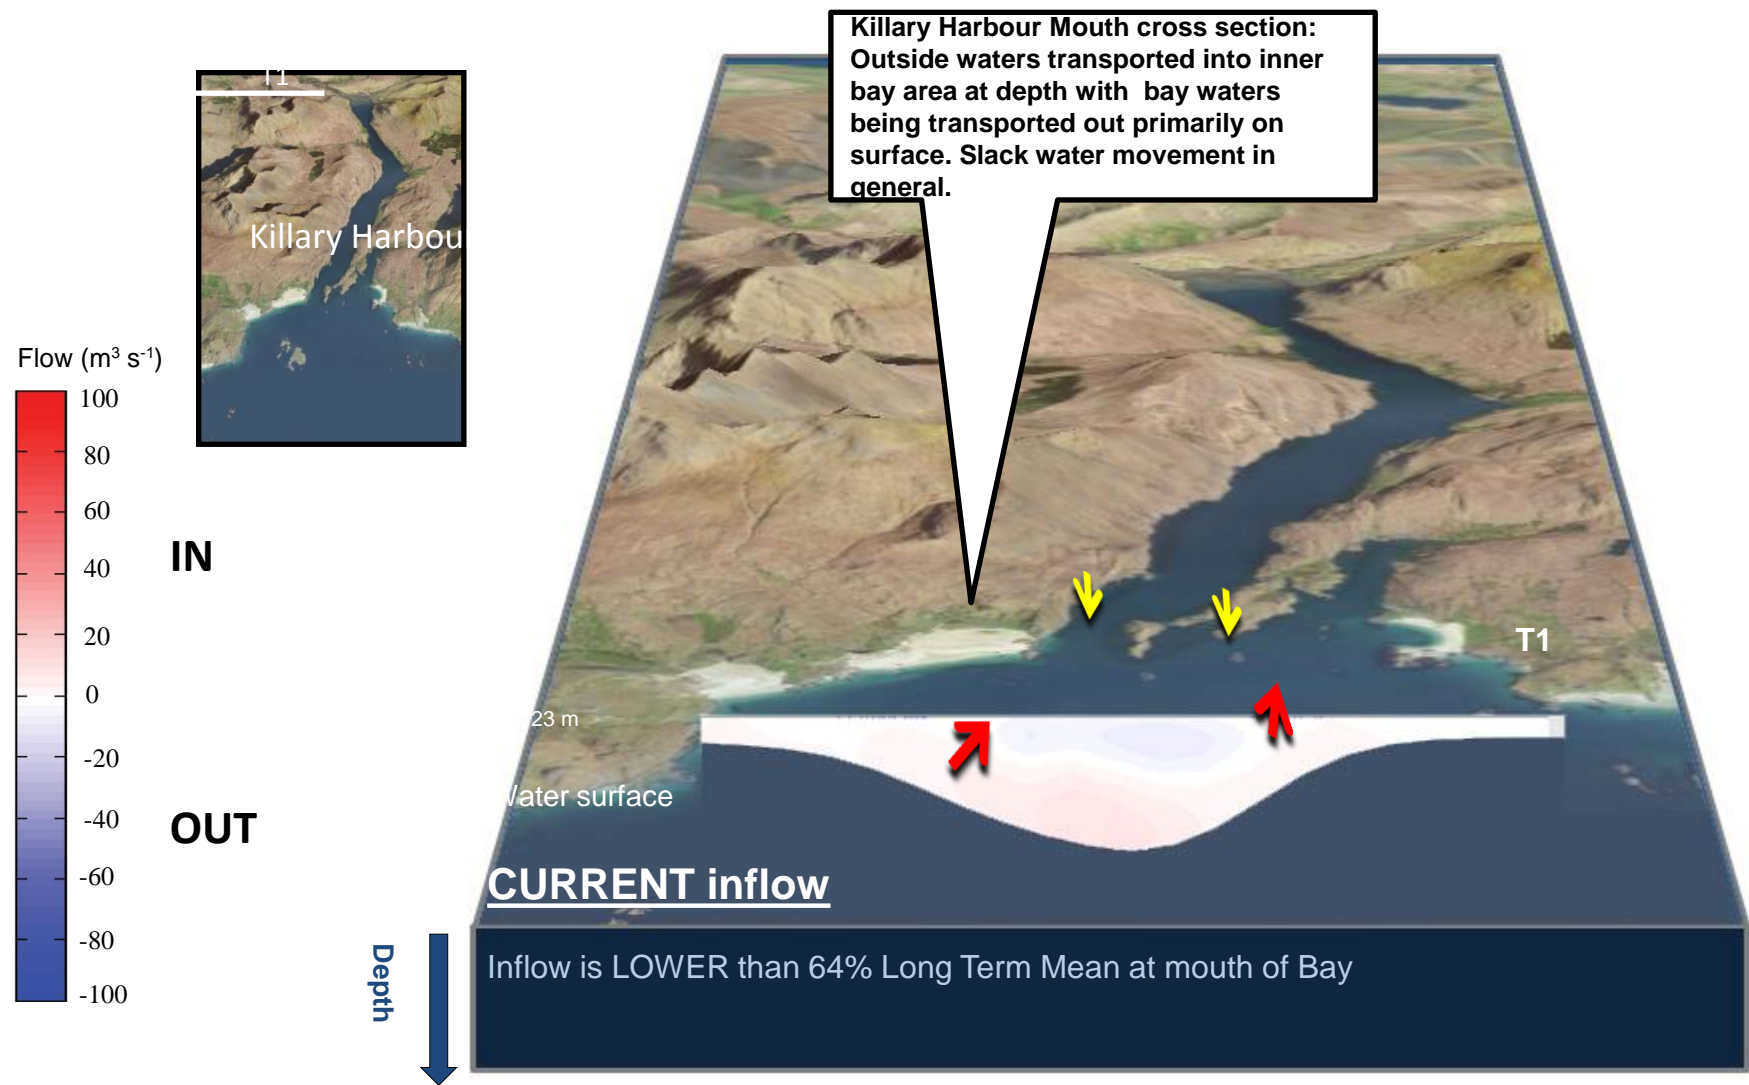 Killary Harbour Mouth cross section:
Outside waters transported into inner
bay area at depth with bay waters
being transported out primarily on
surface. Slack water movement in
general.
T1
Killary Harbou
Flow (m³ s⁻¹)
100
80
60
40
20
0
-20
-40
-60
-80
-100
IN
OUT
T1
23 m
Water surface
CURRENT inflow
Depth
Inflow is LOWER than 64% Long Term Mean at mouth of Bay